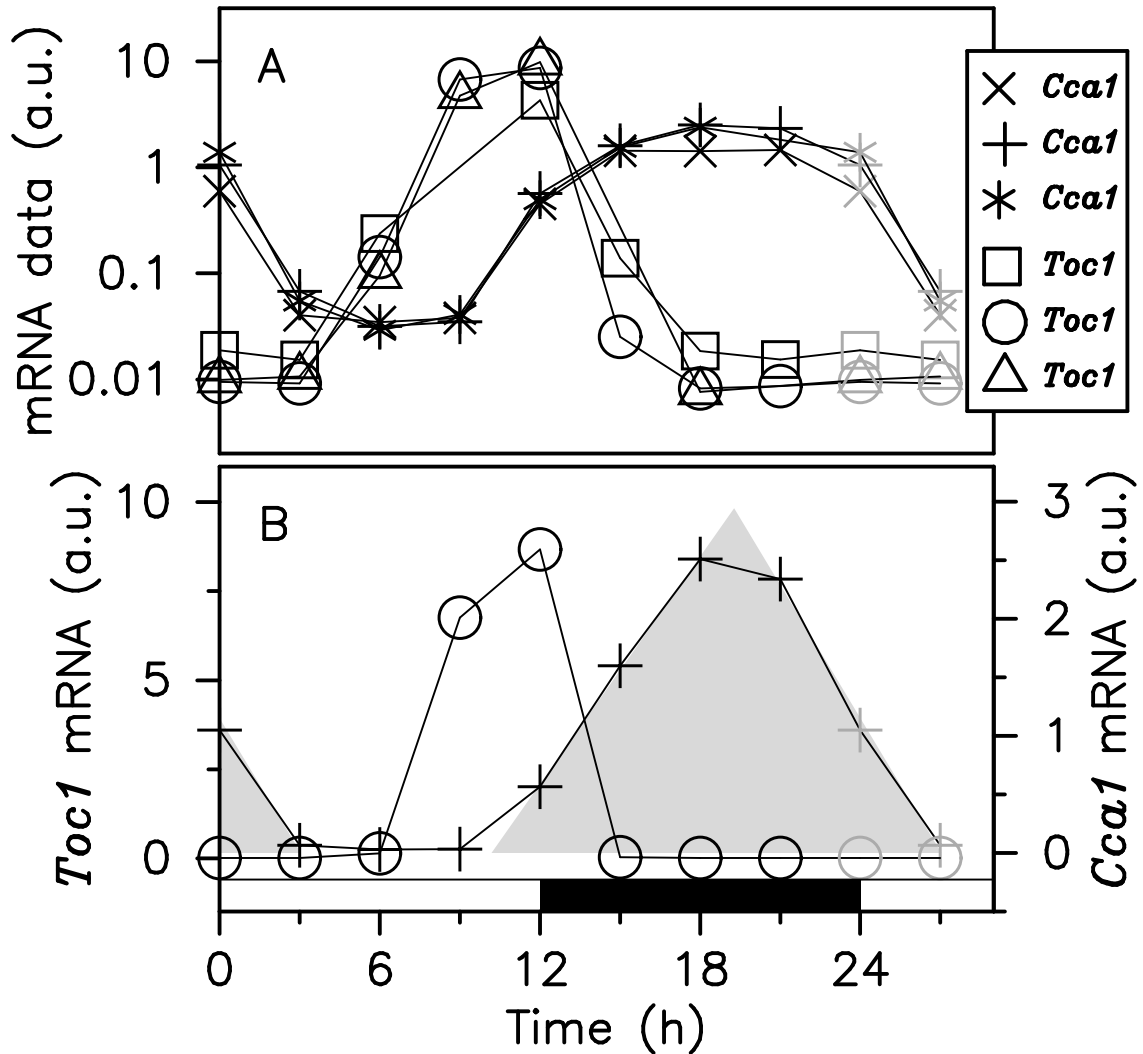 A
mRNA data (a.u.)
10
1
0.1
0.01
Cca1
Cca1
Cca1
Toc1
Toc1
Toc1
B
Toc1 mRNA (a.u.)
10
5
0
Cca1 mRNA (a.u.)
3
2
1
0
0 6 12 18 24
Time (h)